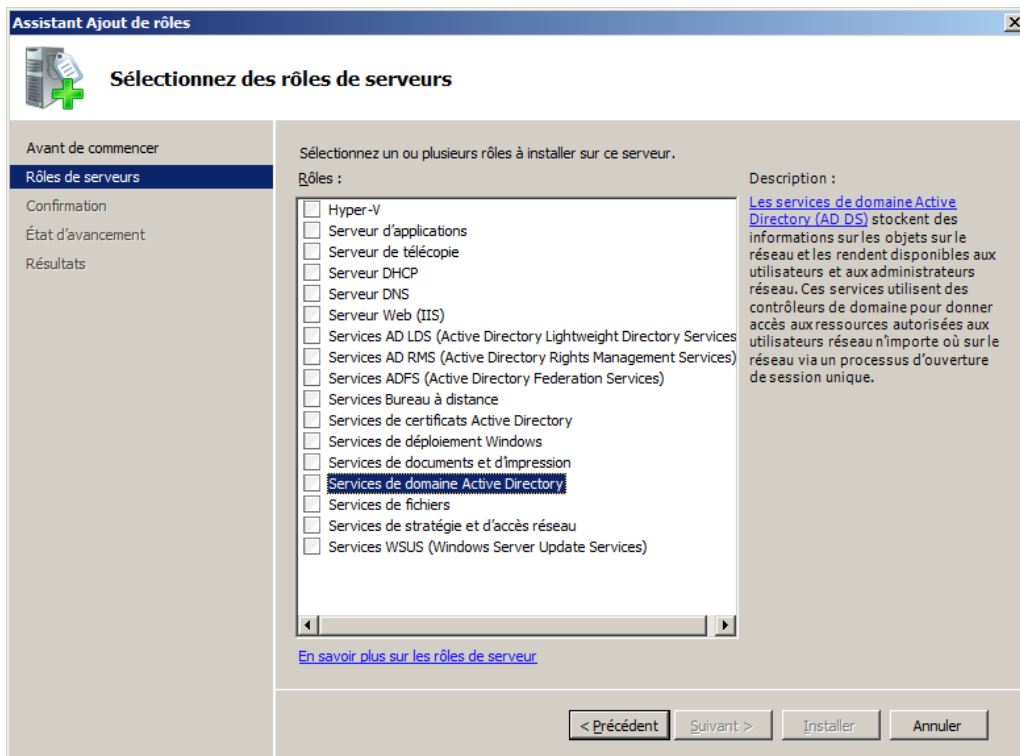 Assistant Ajout de rôles
Sélectionnez des rôles de serveurs
Avant de commencer
Rôles de serveurs
Confirmation
État d'avancement
Résultats
Sélectionnez un ou plusieurs rôles à installer sur ce serveur.
Rôles :
Hyper-V
Serveur d'applications
Serveur de télécopie
Serveur DHCP
Serveur DNS
Serveur Web (IIS)
Services AD LDS (Active Directory Lightweight Directory Services
Services AD RMS (Active Directory Rights Management Services)
Services ADFS (Active Directory Federation Services)
Services Bureau à distance
Services de certificats Active Directory
Services de déploiement Windows
Services de documents et d'impression
Services de domaine Active Directory
Services de fichiers
Services de stratégie et d'accès réseau
Services WSUS (Windows Server Update Services)
En savoir plus sur les rôles de serveur
Description :
Les services de domaine Active
Directory (AD DS) stockent des
informations sur les objets sur le
réseau et les rendent disponibles aux
utilisateurs et aux administrateurs
réseau. Ces services utilisent des
contrôleurs de domaine pour donner
accès aux ressources autorisées aux
utilisateurs réseau n'importe où sur le
réseau via un processus d'ouverture
de session unique.
< Précédent
Suivant >
Installer
Annuler